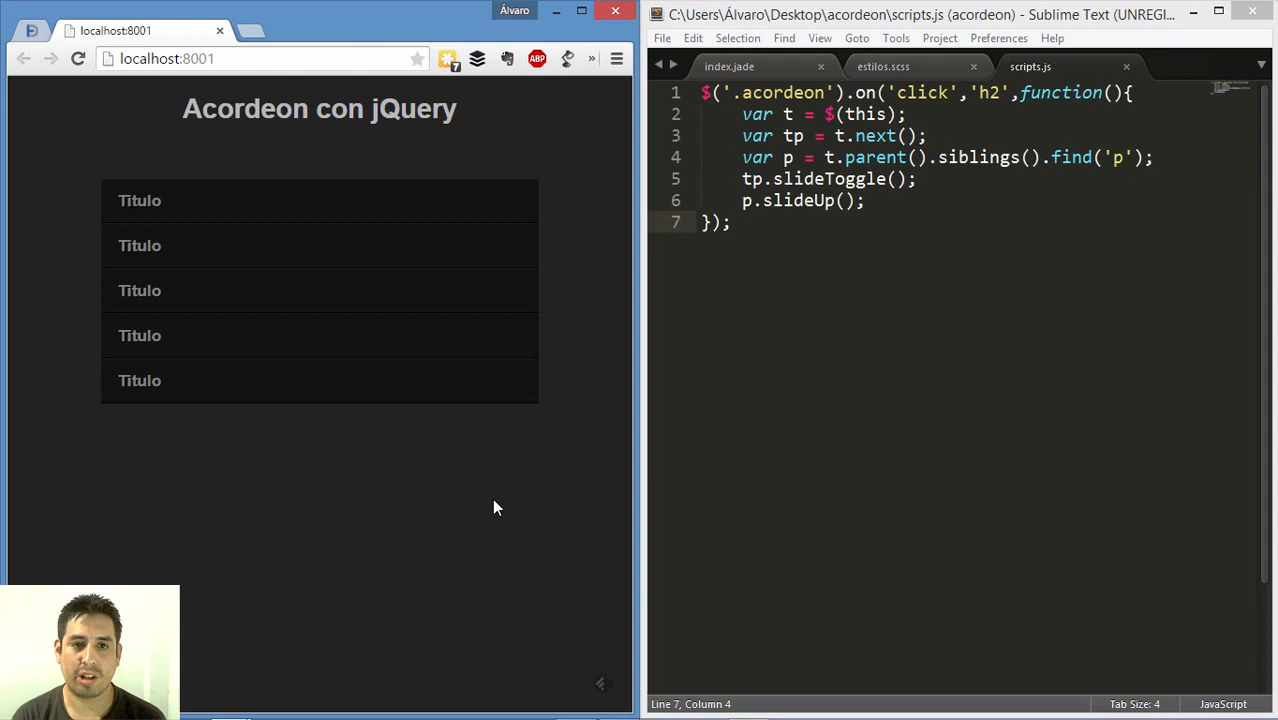 Álvaro
localhost:8001
localhost:8001
7
ABP
»
Acordeon con jQuery
Titulo
Titulo
Titulo
Titulo
Titulo
C:\Users\Álvaro\Desktop\acordeon\scripts.js (acordeon) - Sublime Text (UNREGI...
File Edit Selection Find View Goto Tools Project Preferences Help
index.jade estilos.scss scripts.js
1 $('.acordeon').on('click','h2',function(){
2 var t = $(this);
3 var tp = t.next();
4 var p = t.parent().siblings().find('p');
5 tp.slideToggle();
6 p.slideUp();
7 });
Line 7, Column 4 Tab Size: 4 JavaScript